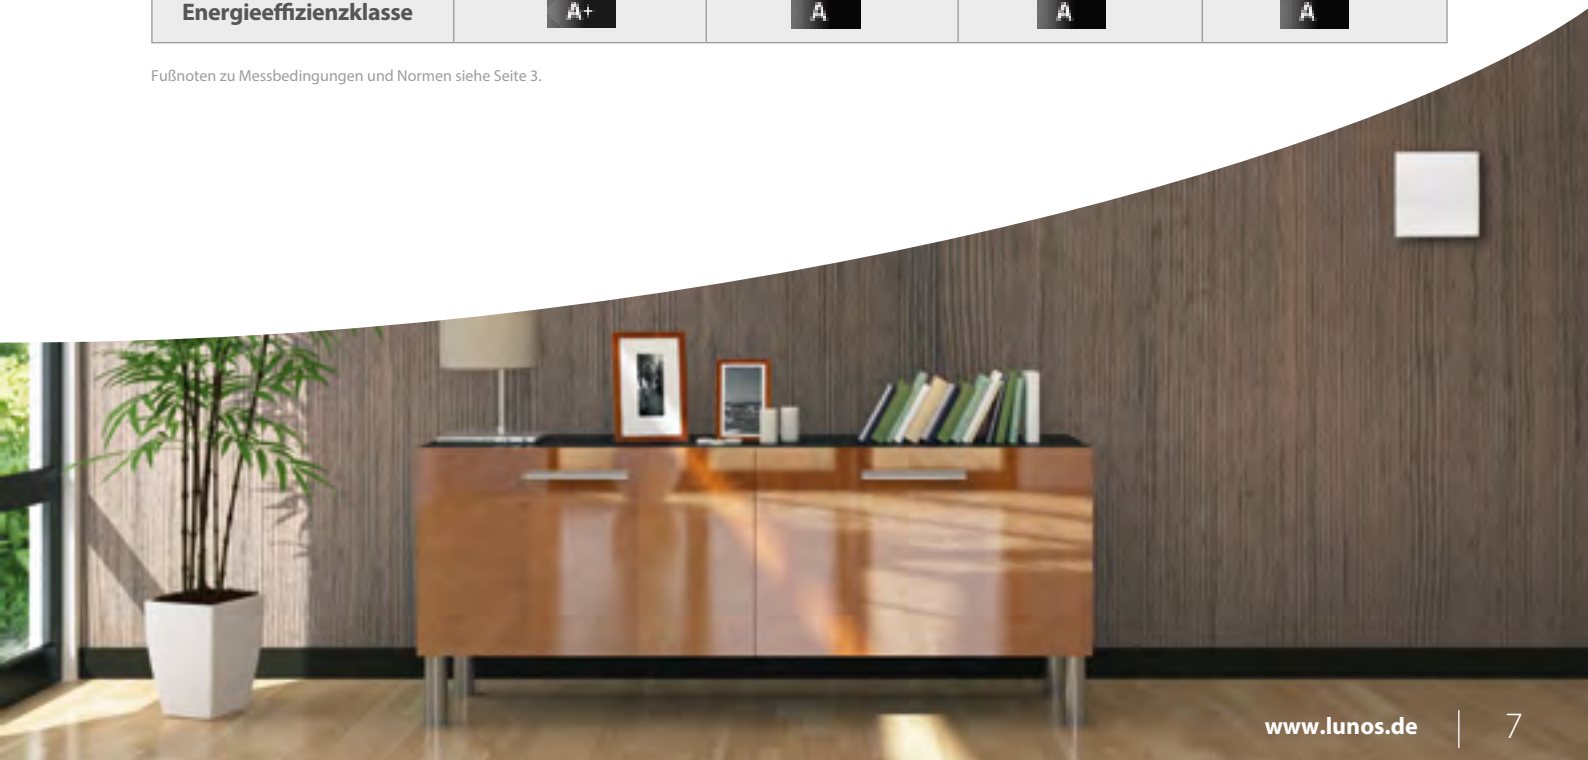 Energieeffizienzklasse A+ A A A
Fußnoten zu Messbedingungen und Normen siehe Seite 3.
www.lunos.de | 7